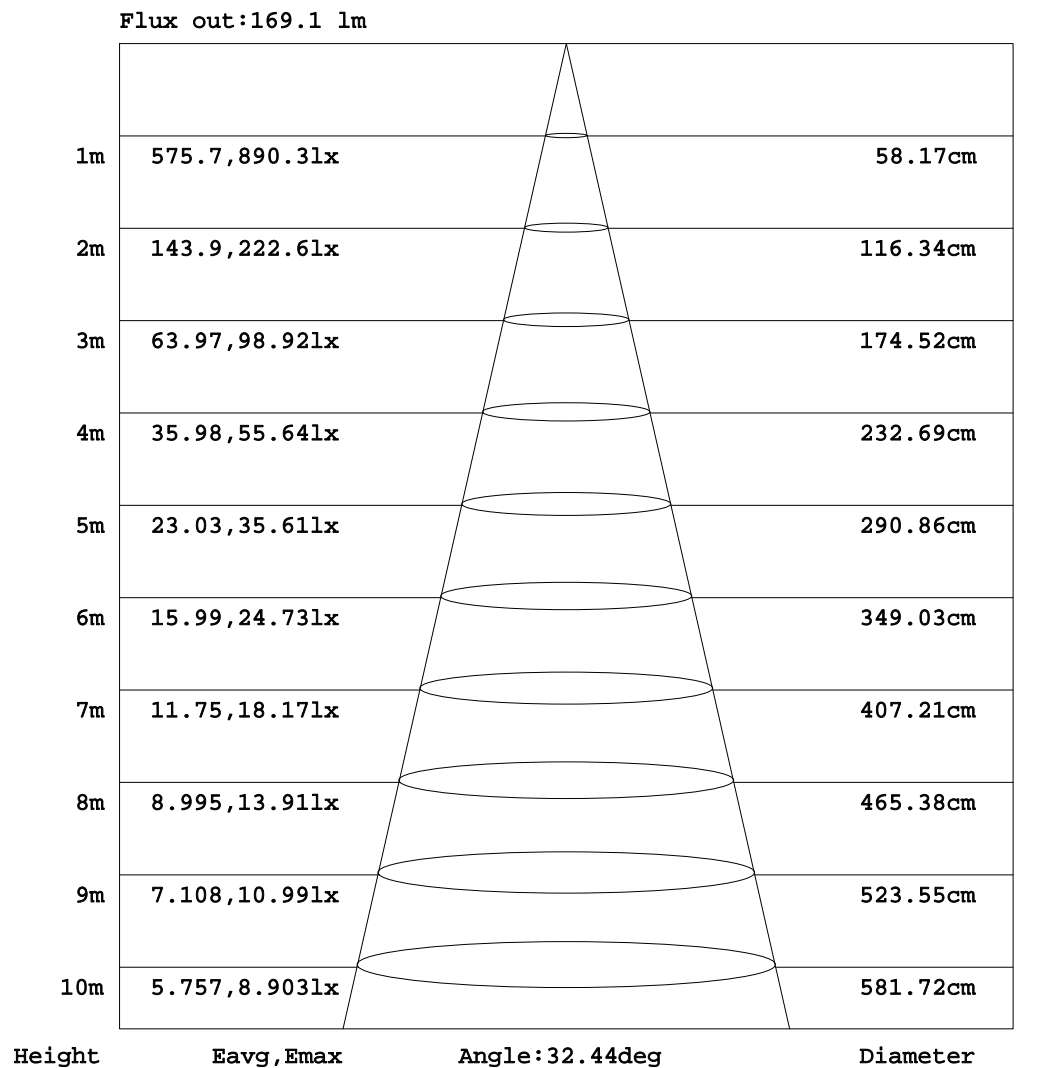 Flux out:169.1 lm
1m 575.7,890.3lx 58.17cm
2m 143.9,222.6lx 116.34cm
3m 63.97,98.92lx 174.52cm
4m 35.98,55.64lx 232.69cm
5m 23.03,35.61lx 290.86cm
6m 15.99,24.73lx 349.03cm
7m 11.75,18.17lx 407.21cm
8m 8.995,13.91lx 465.38cm
9m 7.108,10.99lx 523.55cm
10m 5.757,8.903lx 581.72cm
Height Eavg,Emax Angle:32.44deg Diameter